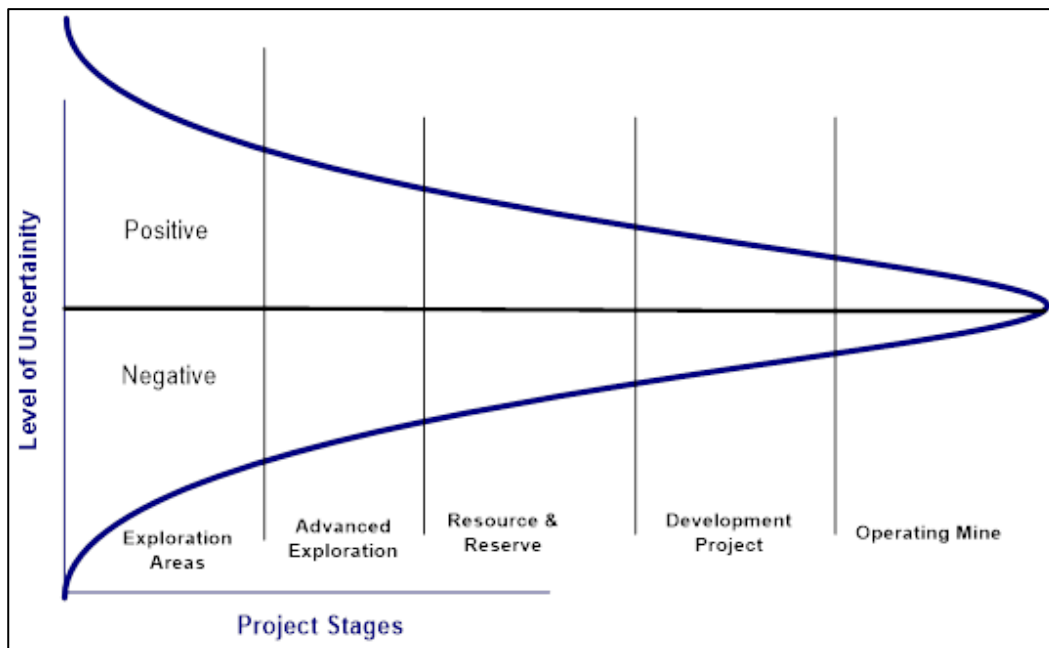 Level of Uncertainity
Positive
Negative
Exploration
Areas
Advanced
Exploration
Resource &
Reserve
Development
Project
Operating Mine
Project Stages